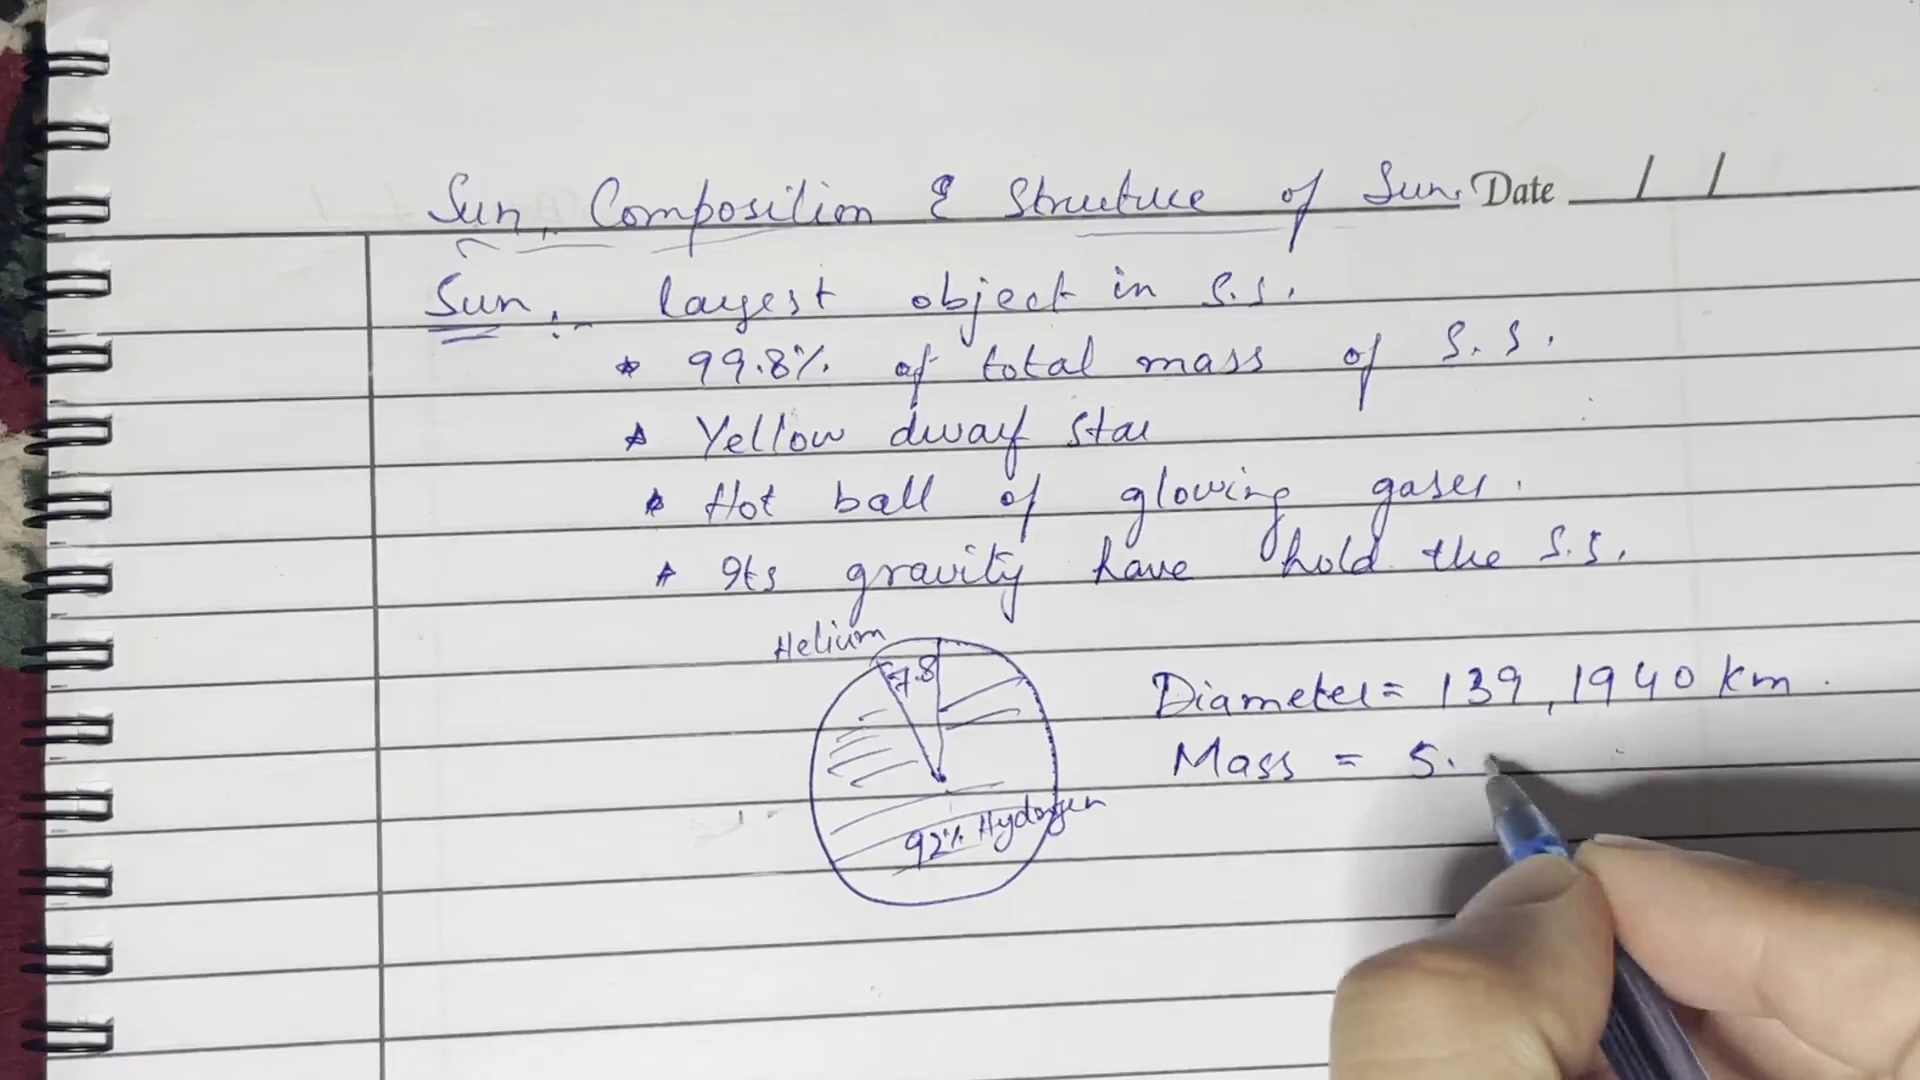 Sun, Composition & Structure of Sun. Date / /
Sun :- largest object in S.S.
* 99.8% of total mass of S.S.
* Yellow dwarf star
* Hot ball of glowing gases.
* Its gravity have hold the S.S.
Helium
7.8
92% Hydorgen
Diameter = 139,1940 km.
Mass = 5.